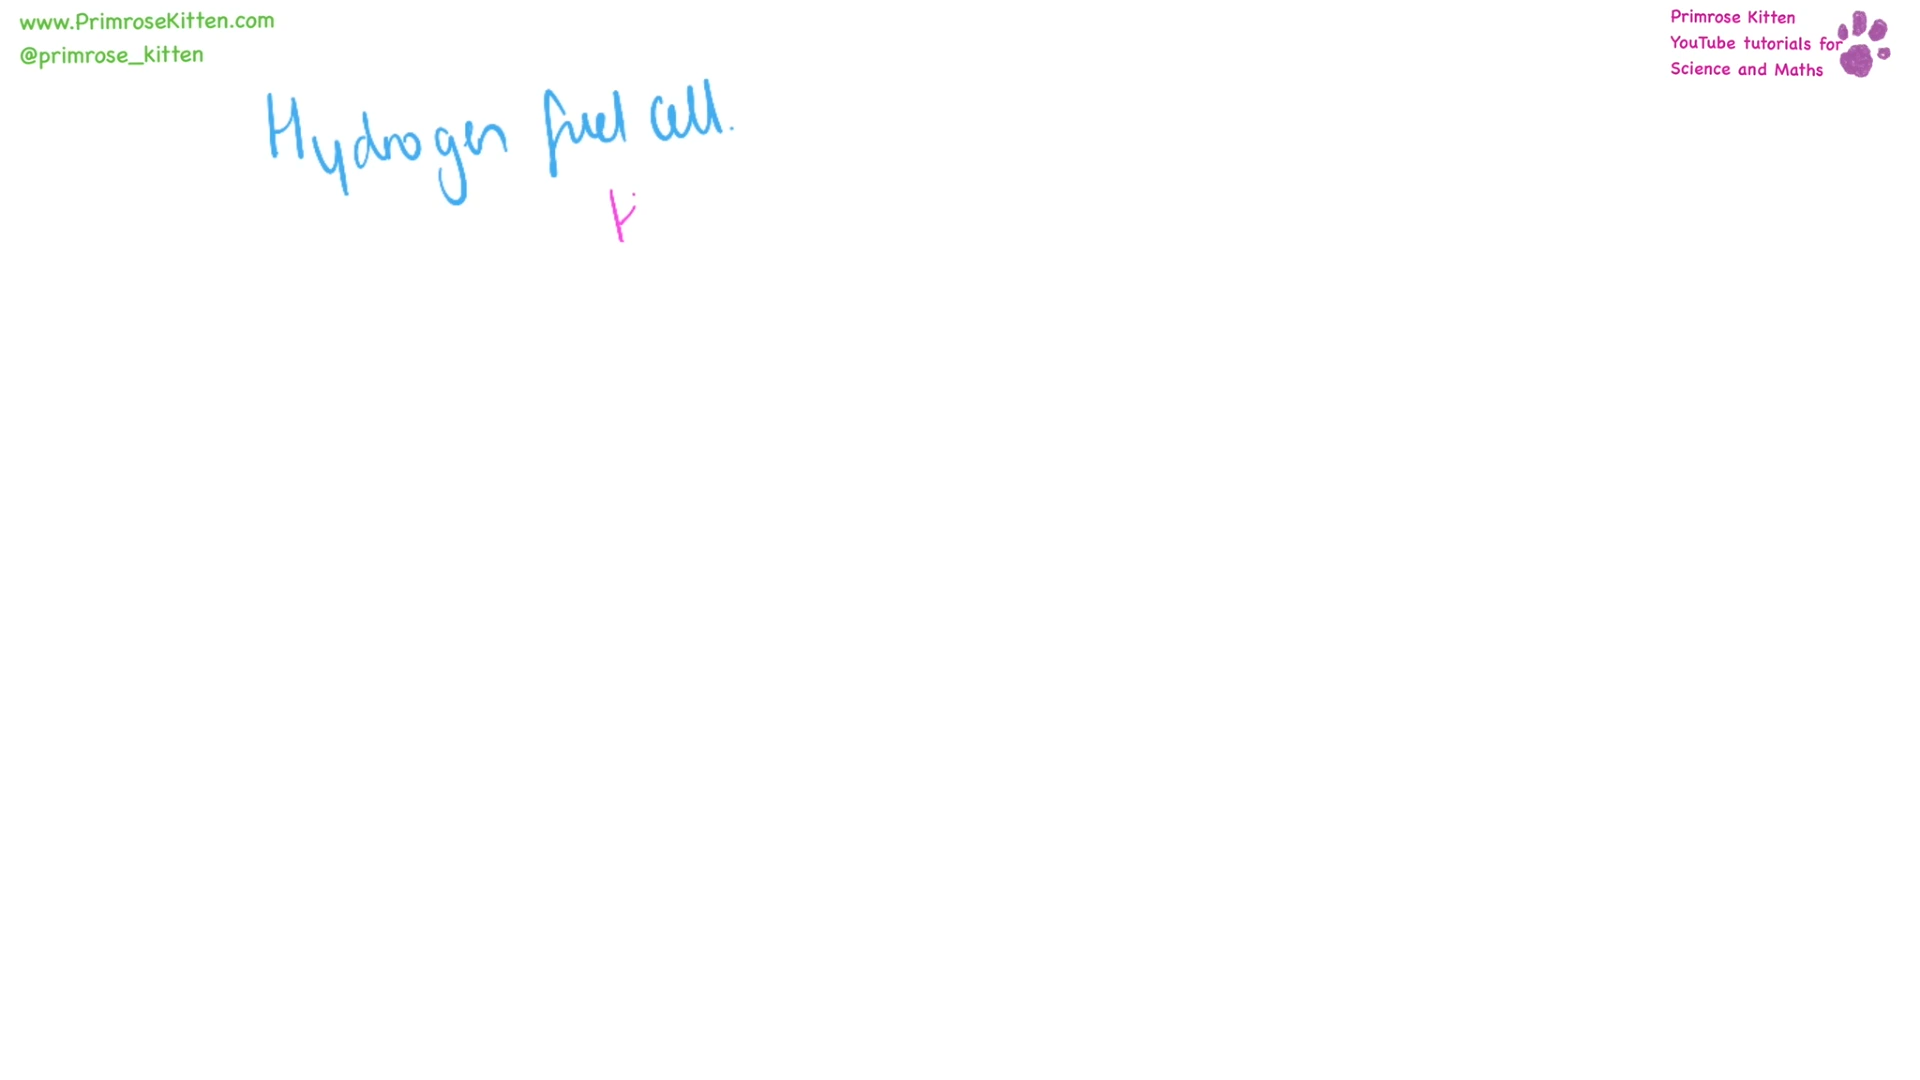 www.PrimroseKitten.com
@primrose_kitten
Primrose Kitten
YouTube tutorials for
Science and Maths
Hydrogen fuel cell.